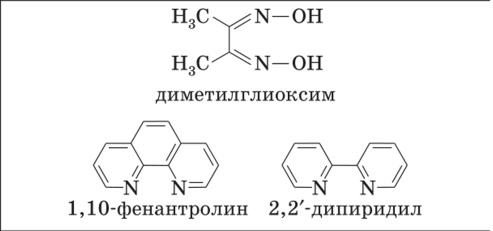 H₃C N—OH
H₃C N—OH
диметилглиоксим
N N N N
1,10-фенантролин 2,2′-дипиридил